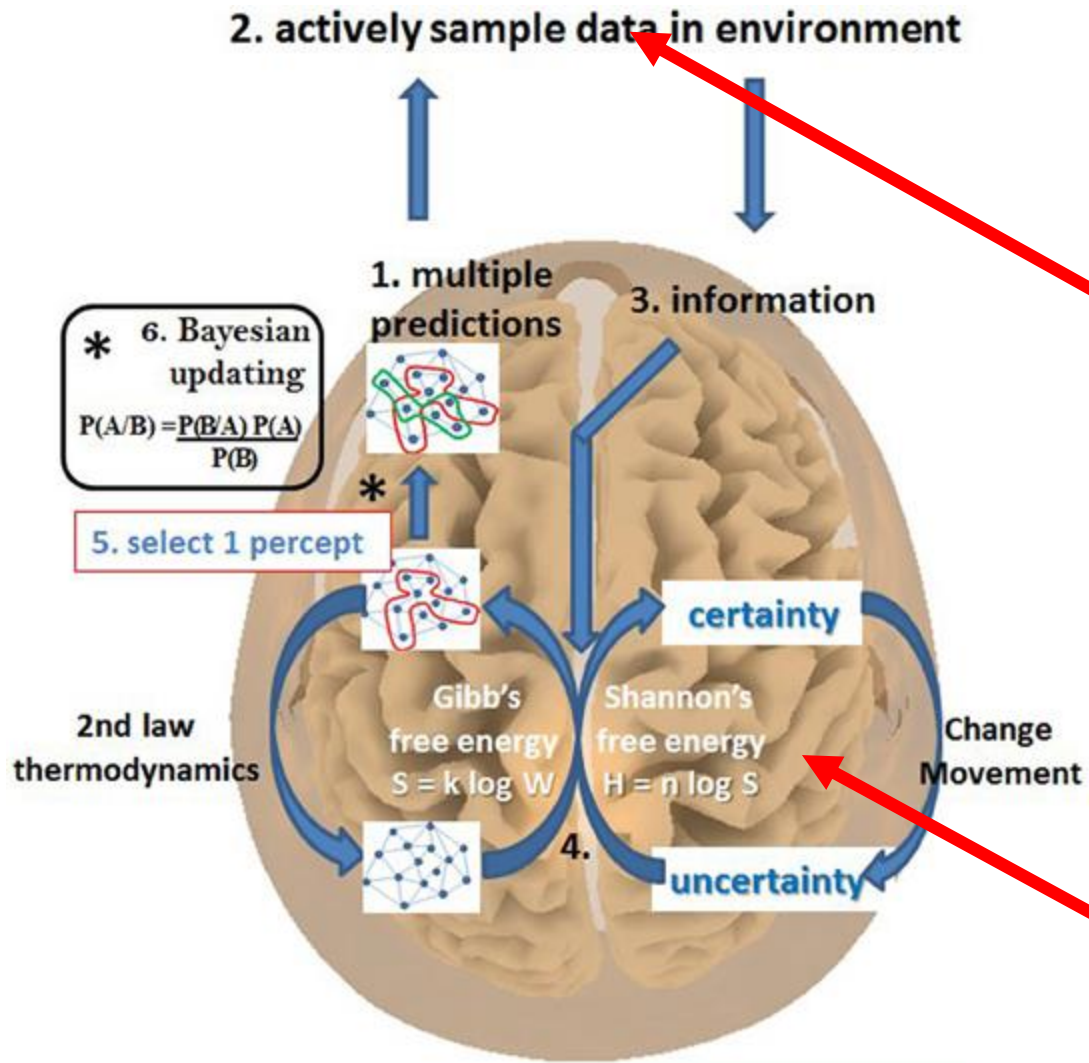 2. actively sample data in environment
1. multiple
predictions
3. information
* 6. Bayesian
updating
P(A/B) = P(B/A) P(A)
P(B)
*
5. select 1 percept
certainty
Gibb's
free energy
S = k log W
Shannon's
free energy
H = n log S
2nd law
thermodynamics
Change
Movement
4.
uncertainty